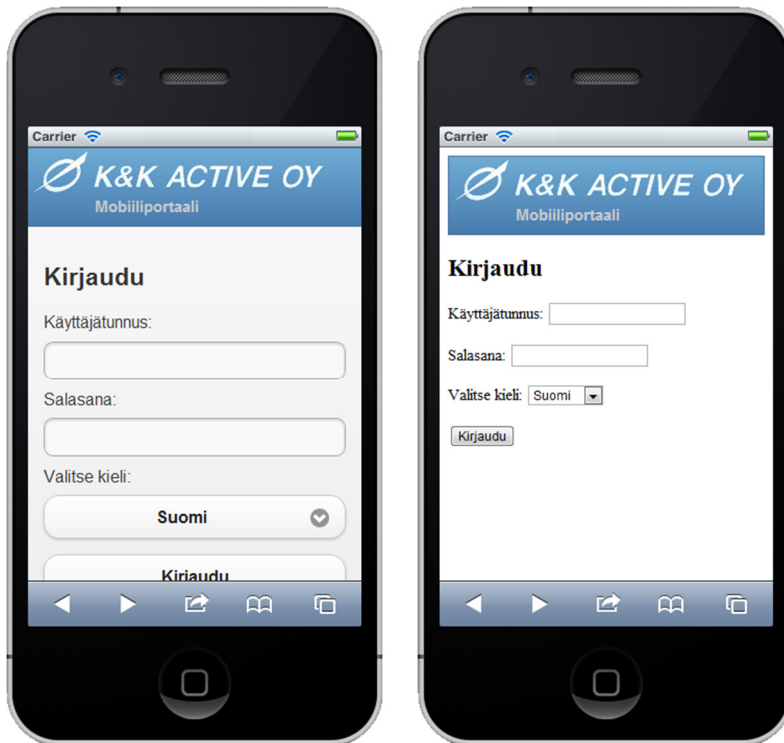 Carrier
K&K ACTIVE OY
Mobiiliportaali
Kirjaudu
Käyttäjätunnus:
Salasana:
Valitse kieli:
Suomi
Kirjaudu
Carrier
K&K ACTIVE OY
Mobiiliportaali
Kirjaudu
Käyttäjätunnus:
Salasana:
Valitse kieli: Suomi
Kirjaudu